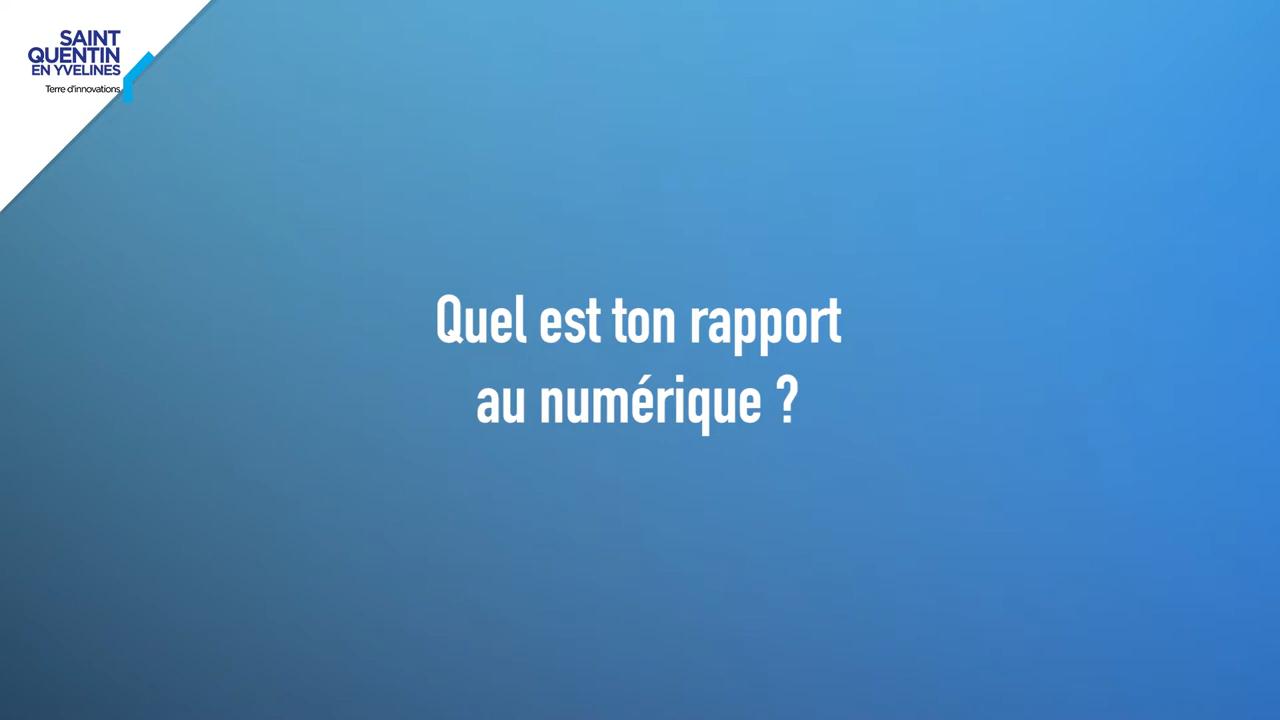 SAINT
QUENTIN
EN YVELINES
Terre d'innovations
Quel est ton rapport
au numérique ?